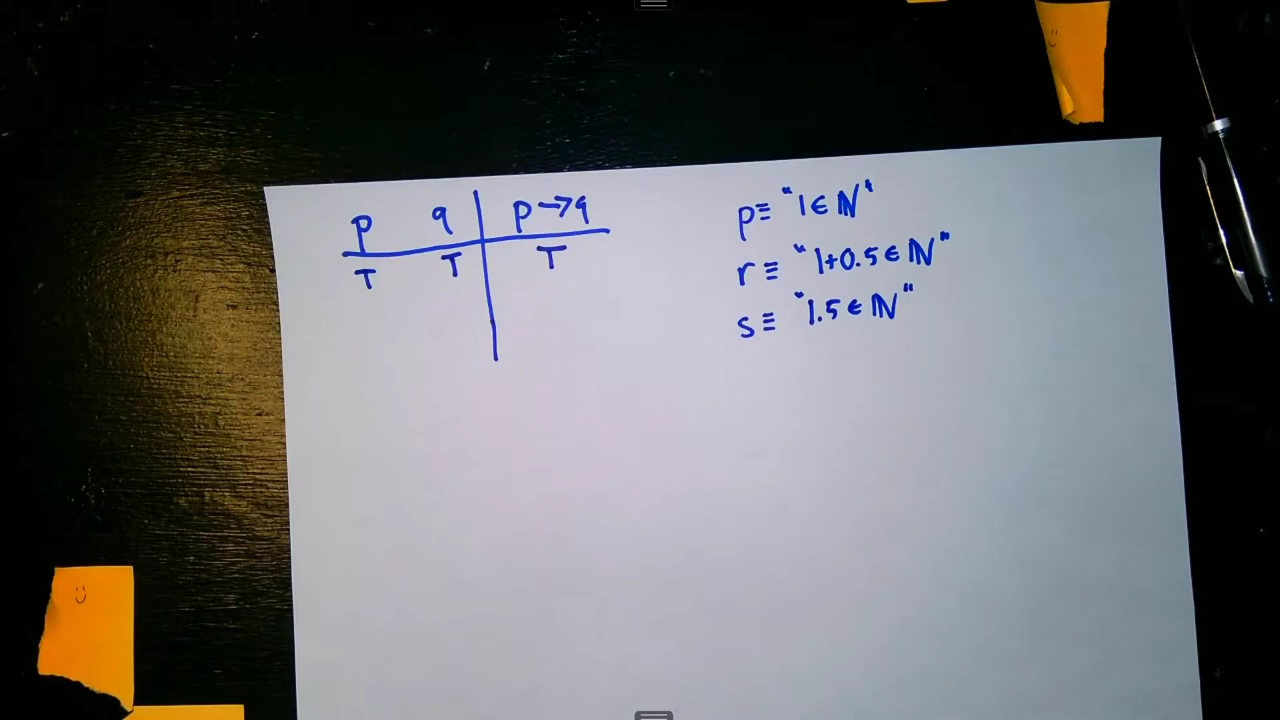 p q p→q
T T T
p≡ "1∈ℕ"
r≡ "1+0.5∈ℕ"
s≡ "1.5∈ℕ"